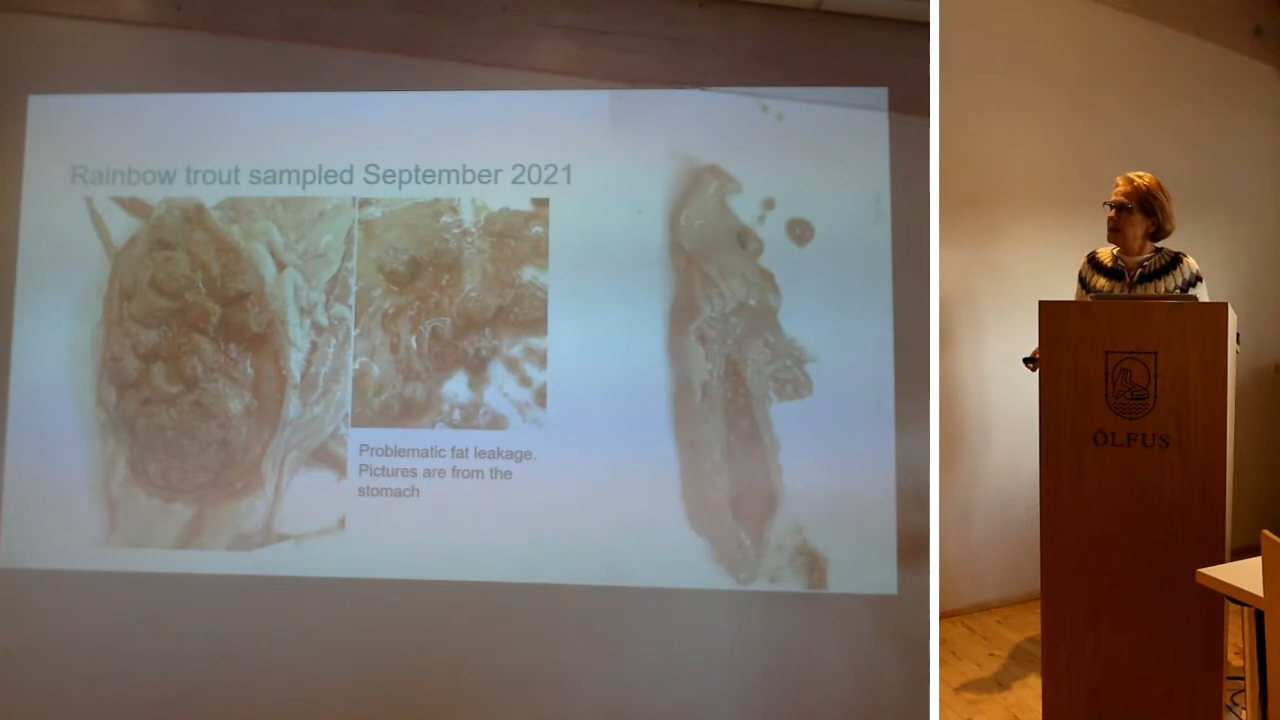 Rainbow trout sampled September 2021
Problematic fat leakage.
Pictures are from the
stomach
ÖLFUS